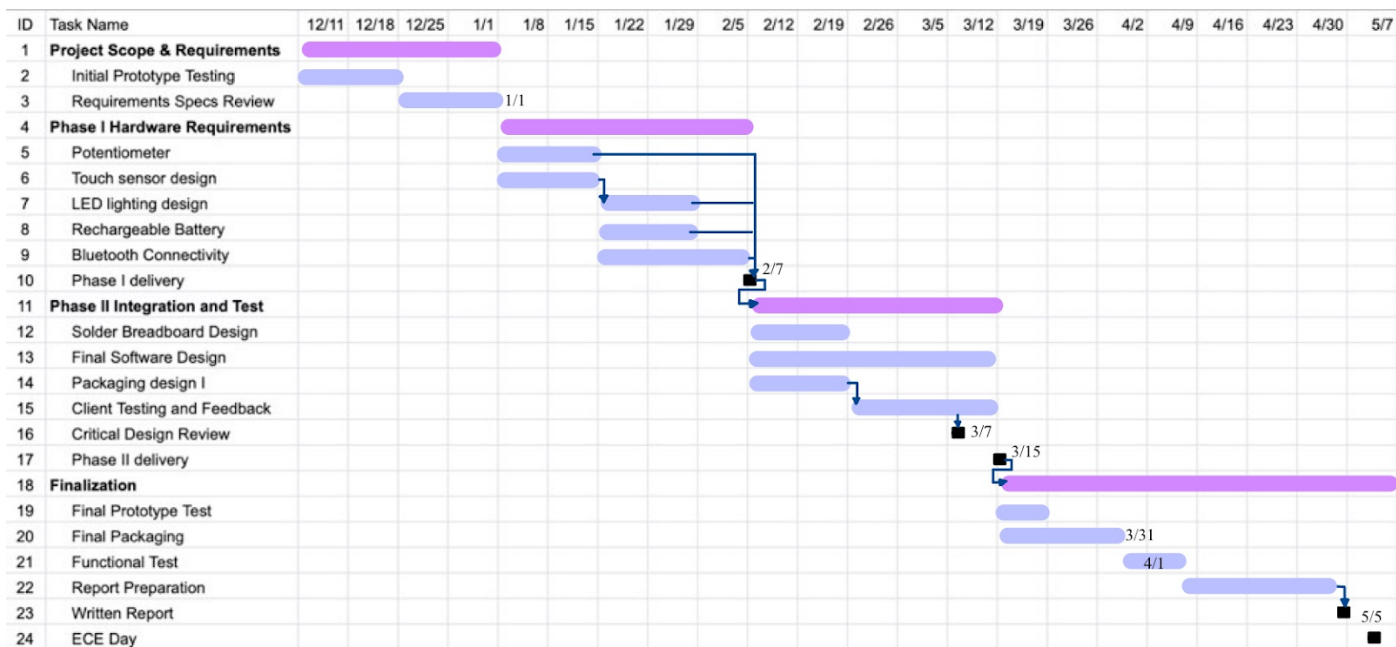 ID Task Name 12/11 12/18 12/25 1/1 1/8 1/15 1/22 1/29 2/5 2/12 2/19 2/26 3/5 3/12 3/19 3/26 4/2 4/9 4/16 4/23 4/30 5/7
1 Project Scope & Requirements
2 Initial Prototype Testing
3 Requirements Specs Review 1/1
4 Phase I Hardware Requirements
5 Potentiometer
6 Touch sensor design
7 LED lighting design
8 Rechargeable Battery
9 Bluetooth Connectivity
10 Phase I delivery 2/7
11 Phase II Integration and Test
12 Solder Breadboard Design
13 Final Software Design
14 Packaging design I
15 Client Testing and Feedback
16 Critical Design Review 3/7
17 Phase II delivery 3/15
18 Finalization
19 Final Prototype Test
20 Final Packaging 3/31
21 Functional Test 4/1
22 Report Preparation
23 Written Report 5/5
24 ECE Day